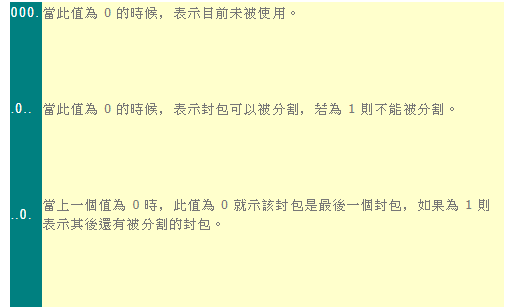 000. 當此值為 0 的時候，表示目前未被使用。
.0.. 當此值為 0 的時候，表示封包可以被分割，若為 1 則不能被分割。
..0. 當上一個值為 0 時，此值為 0 就示該封包是最後一個封包，如果為 1 則
表示其後還有被分割的封包。